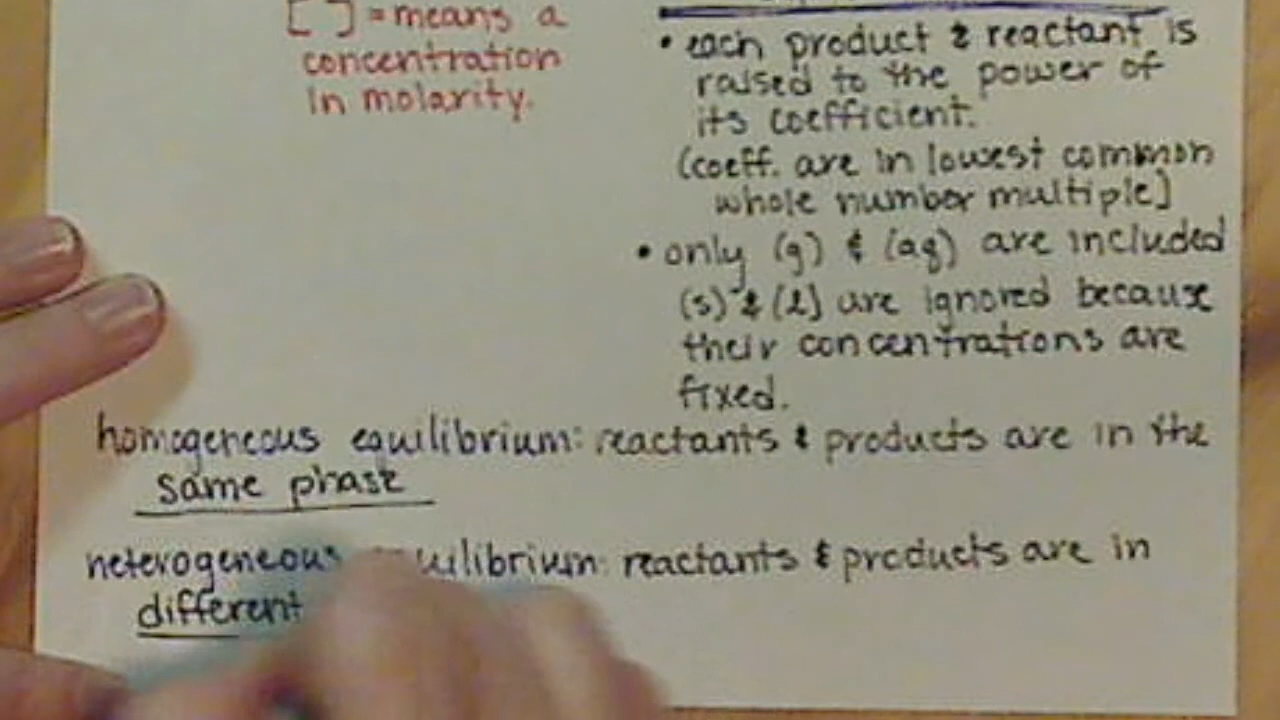 [ ] = means a
concentration
in molarity.
• each product & reactant is
raised to the power of
its coefficient.
(coeff. are in lowest common
whole number multiple)
• only (g) & (aq) are included
(s) & (l) are ignored because
their concentrations are
fixed.
homogeneous equilibrium: reactants & products are in the
same phase
heterogeneous equilibrium: reactants & products are in
different